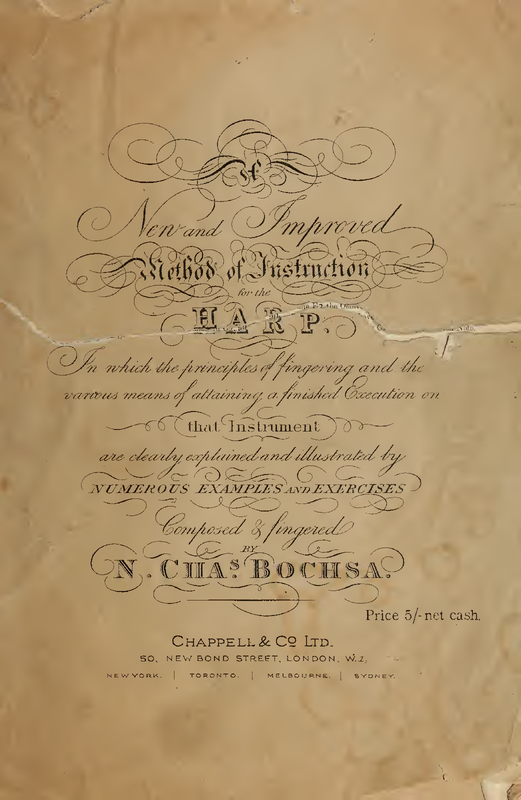 A
New and Improved
Method of Instruction
for the
HARP.
In which the principles of fingering and the
various means of attaining a finished Execution on
that Instrument
are clearly explained and illustrated by
NUMEROUS EXAMPLES AND EXERCISES
Composed & fingered
BY
N. CHAS. BOCHSA.
Price 5/- net cash.
CHAPPELL & CO LTD.
50, NEW BOND STREET, LONDON, W.1,
NEW YORK. | TORONTO. | MELBOURNE. | SYDNEY.